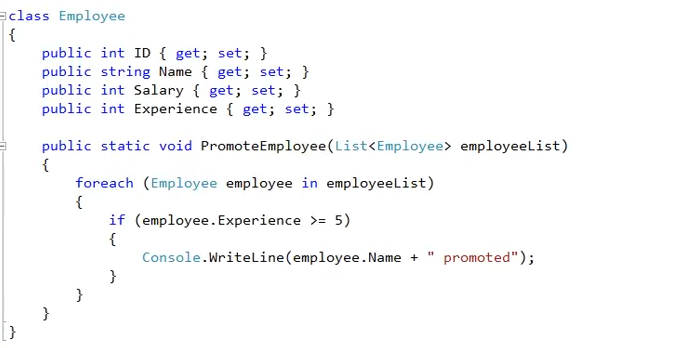 class Employee
{
    public int ID { get; set; }
    public string Name { get; set; }
    public int Salary { get; set; }
    public int Experience { get; set; }

    public static void PromoteEmployee(List<Employee> employeeList)
    {
        foreach (Employee employee in employeeList)
        {
            if (employee.Experience >= 5)
            {
                Console.WriteLine(employee.Name + " promoted");
            }
        }
    }
}